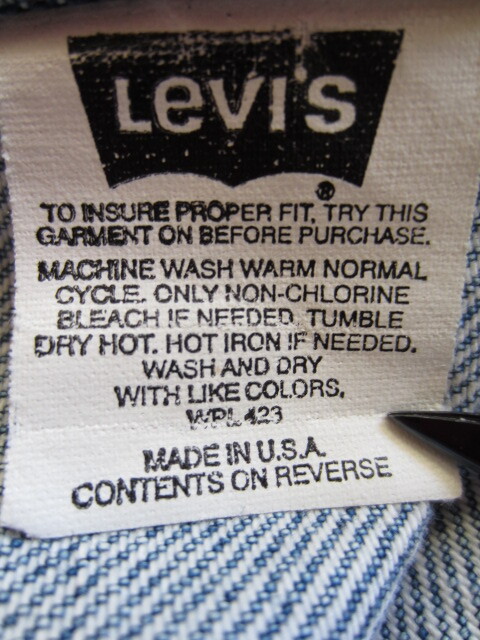 LEVI'S
®
TO INSURE PROPER FIT, TRY THIS
GARMENT ON BEFORE PURCHASE.
MACHINE WASH WARM NORMAL
CYCLE. ONLY NON-CHLORINE
BLEACH IF NEEDED. TUMBLE
DRY HOT. HOT IRON IF NEEDED.
WASH AND DRY
WITH LIKE COLORS.
WPL 423
MADE IN U.S.A.
CONTENTS ON REVERSE